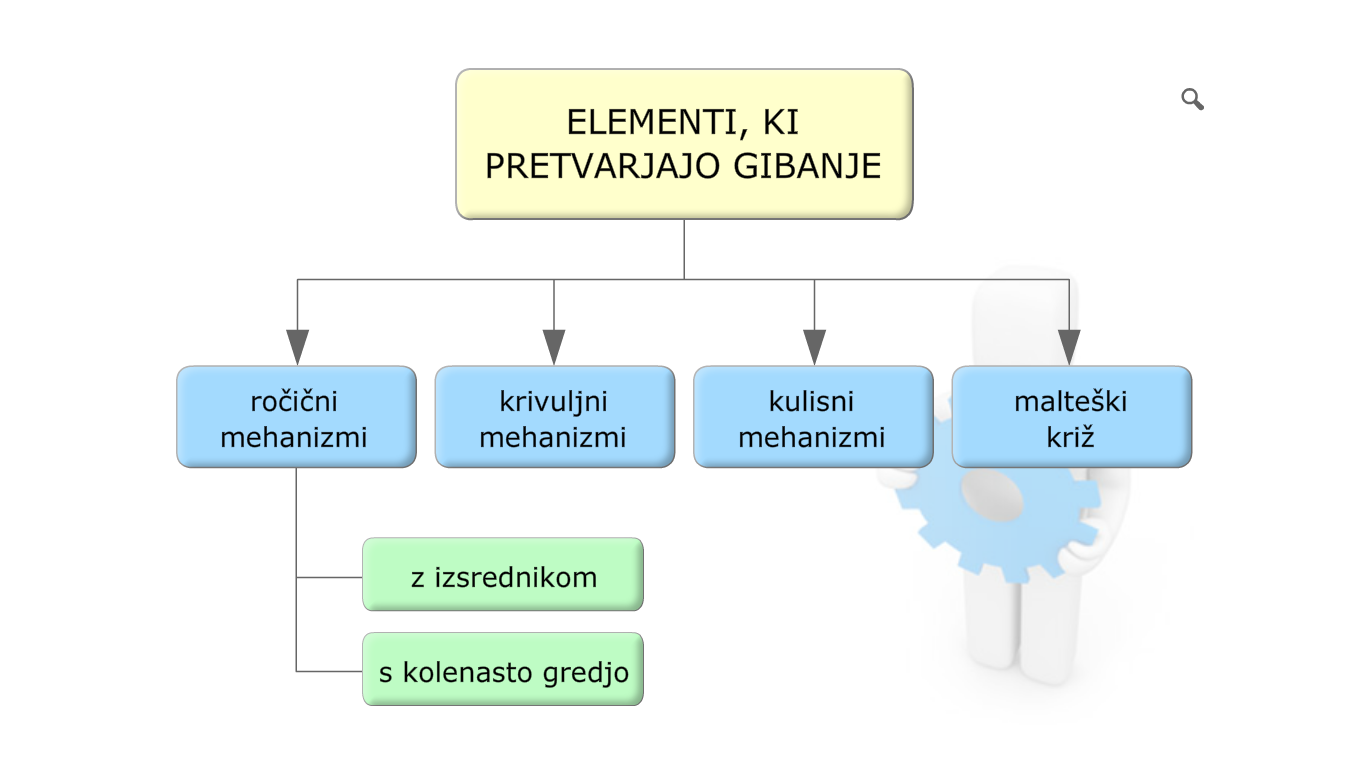 ELEMENTI, KI
PRETVARJAJO GIBANJE
ročični
mehanizmi
krivuljni
mehanizmi
kulisni
mehanizmi
malteški
križ
z izsrednikom
s kolenasto gredjo